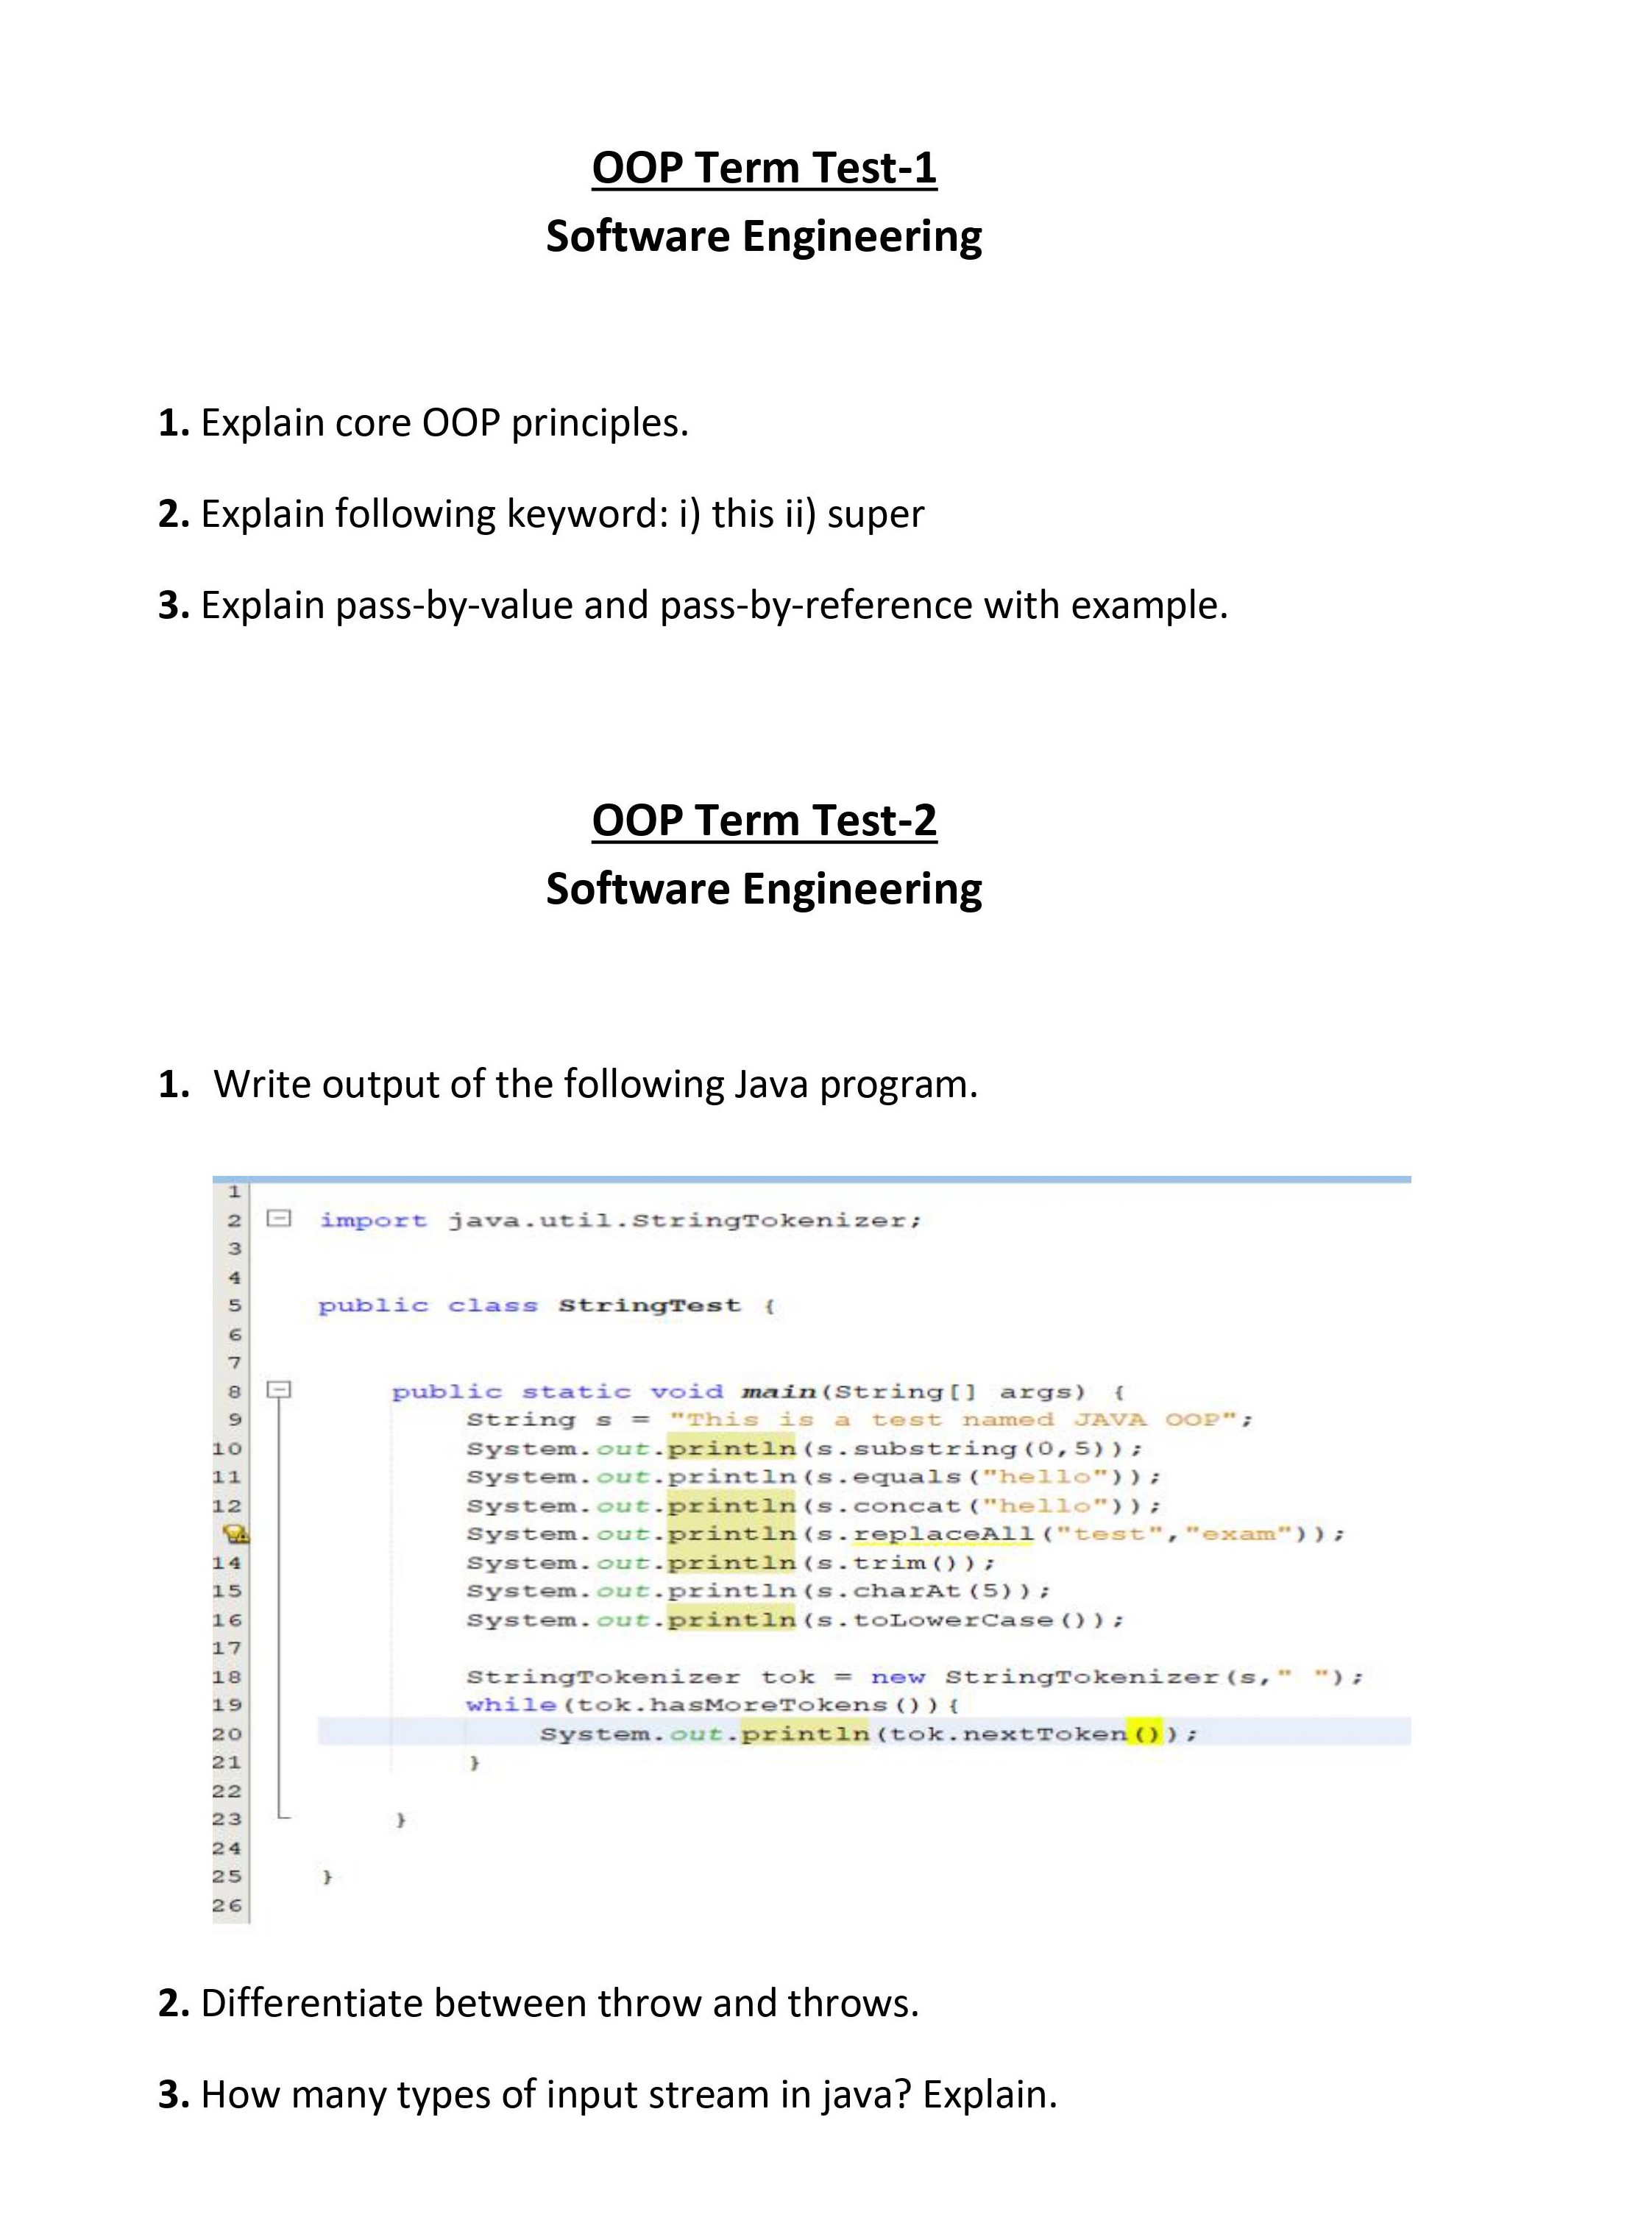 OOP Term Test-1
Software Engineering
1. Explain core OOP principles.
2. Explain following keyword: i) this ii) super
3. Explain pass-by-value and pass-by-reference with example.
OOP Term Test-2
Software Engineering
1. Write output of the following Java program.
1
2 import java.util.StringTokenizer;
3
4
5 public class StringTest {
6
7
8 public static void main(String[] args) {
9 String s = "This is a test named JAVA OOP";
10 System.out.println(s.substring(0,5));
11 System.out.println(s.equals("hello"));
12 System.out.println(s.concat("hello"));
System.out.println(s.replaceAll("test","exam"));
14 System.out.println(s.trim());
15 System.out.println(s.charAt(5));
16 System.out.println(s.toLowerCase());
17
18 StringTokenizer tok = new StringTokenizer(s," ");
19 while(tok.hasMoreTokens()){
20 System.out.println(tok.nextToken());
21 }
22
23 }
24
25 }
26
2. Differentiate between throw and throws.
3. How many types of input stream in java? Explain.